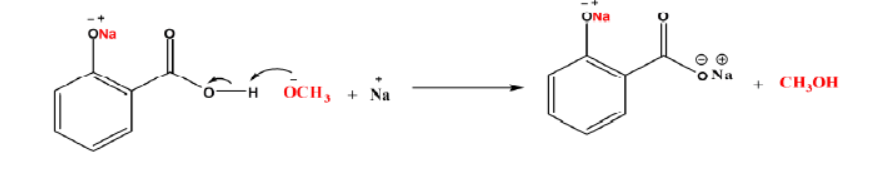 - +
ONa
O
O—H
-
OCH3
+
+
Na
- +
ONa
O
⊖ ⊕
O Na
+
CH3OH